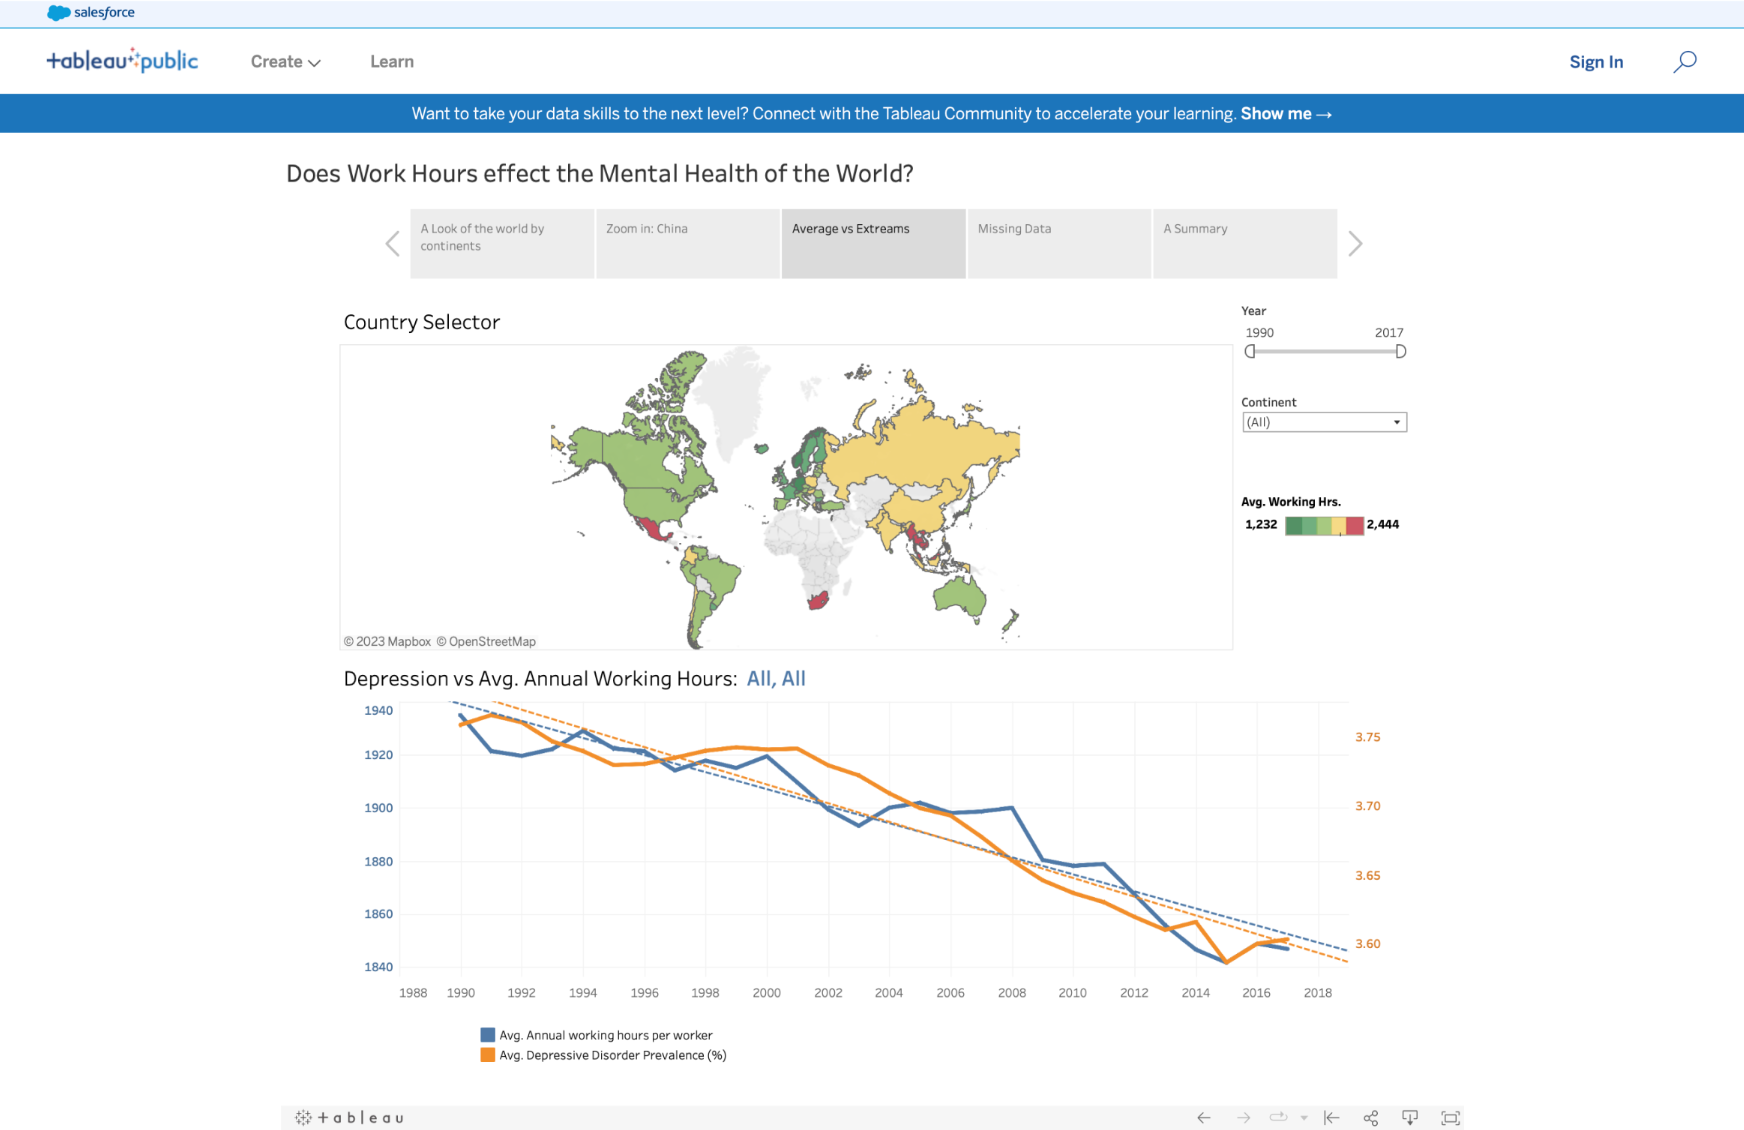 salesforce
tableau public
Create
Learn
Sign In
Want to take your data skills to the next level? Connect with the Tableau Community to accelerate your learning. Show me →
Does Work Hours effect the Mental Health of the World?
A Look of the world by
continents
Zoom in: China
Average vs Extreams
Missing Data
A Summary
Country Selector
Year
1990 2017
Continent
(All)
Avg. Working Hrs.
1,232 2,444
© 2023 Mapbox © OpenStreetMap
Depression vs Avg. Annual Working Hours: All, All
1940
1920
1900
1880
1860
1840
3.75
3.70
3.65
3.60
1988 1990 1992 1994 1996 1998 2000 2002 2004 2006 2008 2010 2012 2014 2016 2018
Avg. Annual working hours per worker
Avg. Depressive Disorder Prevalence (%)
+ a b l e a u